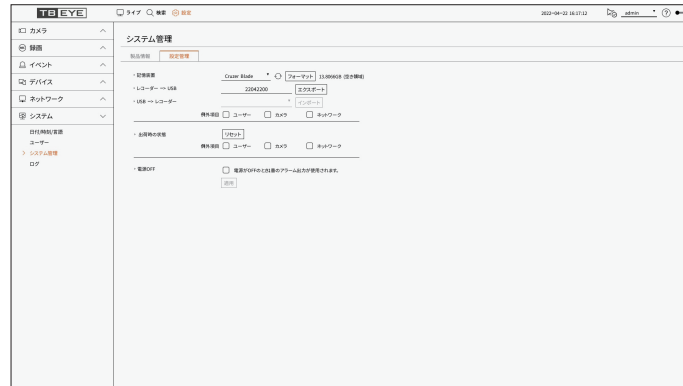 TB EYE
ライブ 検索 設定
2022-04-22 16:17:12 admin
カメラ
録画
イベント
デバイス
ネットワーク
システム
日付/時刻/言語
ユーザー
システム管理
ログ
システム管理
製品情報 設定管理
・記憶装置 Cruzer Blade フォーマット 13.8066GB (空き領域)
・レコーダー => USB 22042200 エクスポート
・USB => レコーダー インポート
例外項目 ユーザー カメラ ネットワーク
・出荷時の状態 リセット
例外項目 ユーザー カメラ ネットワーク
・電源OFF 電源がOFFのとき1番のアラーム出力が使用されます。
適用